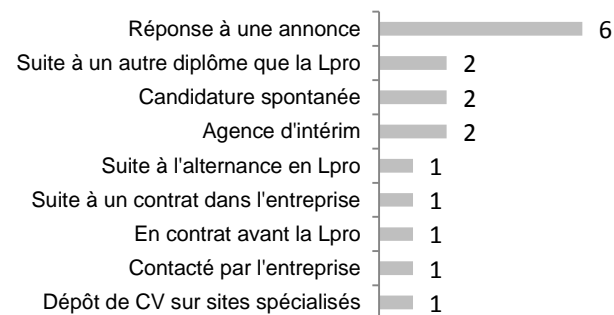 Réponse à une annonce 6
Suite à un autre diplôme que la Lpro 2
Candidature spontanée 2
Agence d'intérim 2
Suite à l'alternance en Lpro 1
Suite à un contrat dans l'entreprise 1
En contrat avant la Lpro 1
Contacté par l'entreprise 1
Dépôt de CV sur sites spécialisés 1